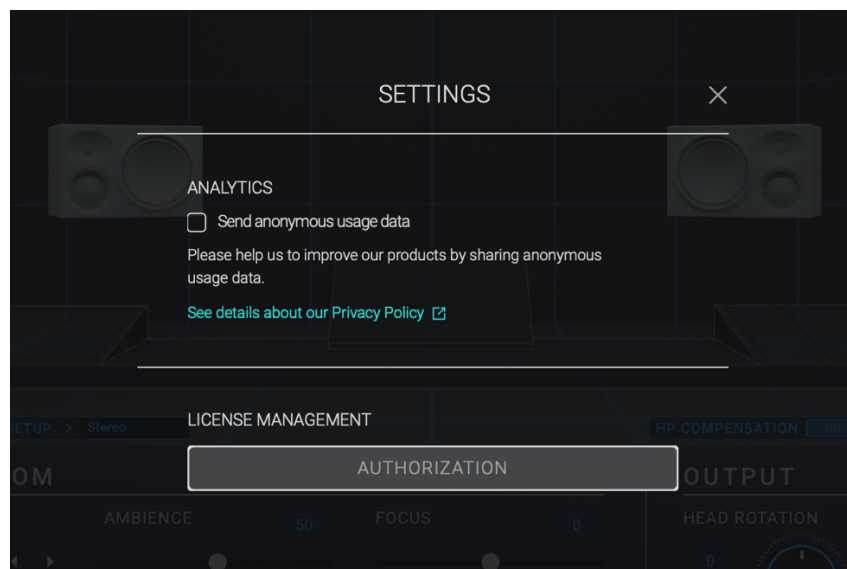 SETTINGS
ANALYTICS
Send anonymous usage data
Please help us to improve our products by sharing anonymous
usage data.
See details about our Privacy Policy
LICENSE MANAGEMENT
SETUP > Stereo
HP COMPENSATION ON
AUTHORIZATION
OM
OUTPUT
AMBIENCE 50 FOCUS 0 HEAD ROTATION
0